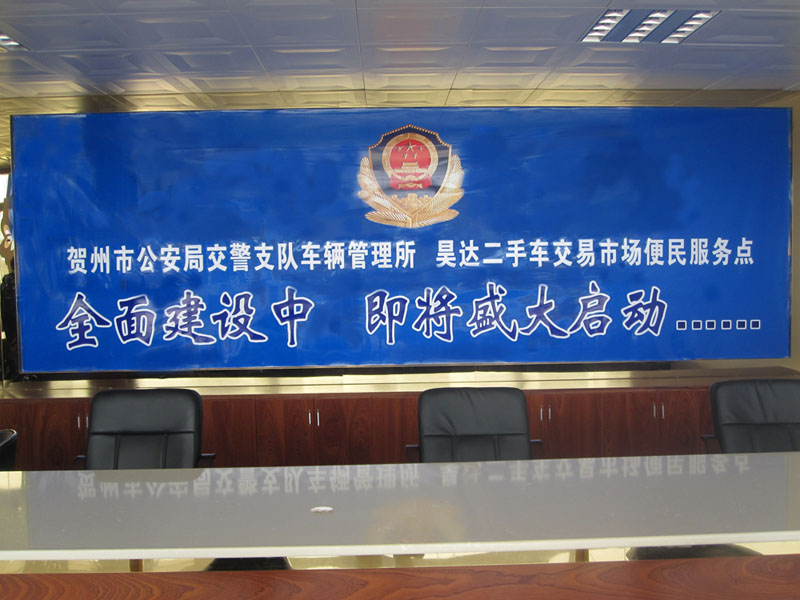 贺州市公安局交警支队车辆管理所 昊达二手车交易市场便民服务点
全面建设中 即将盛大启动......